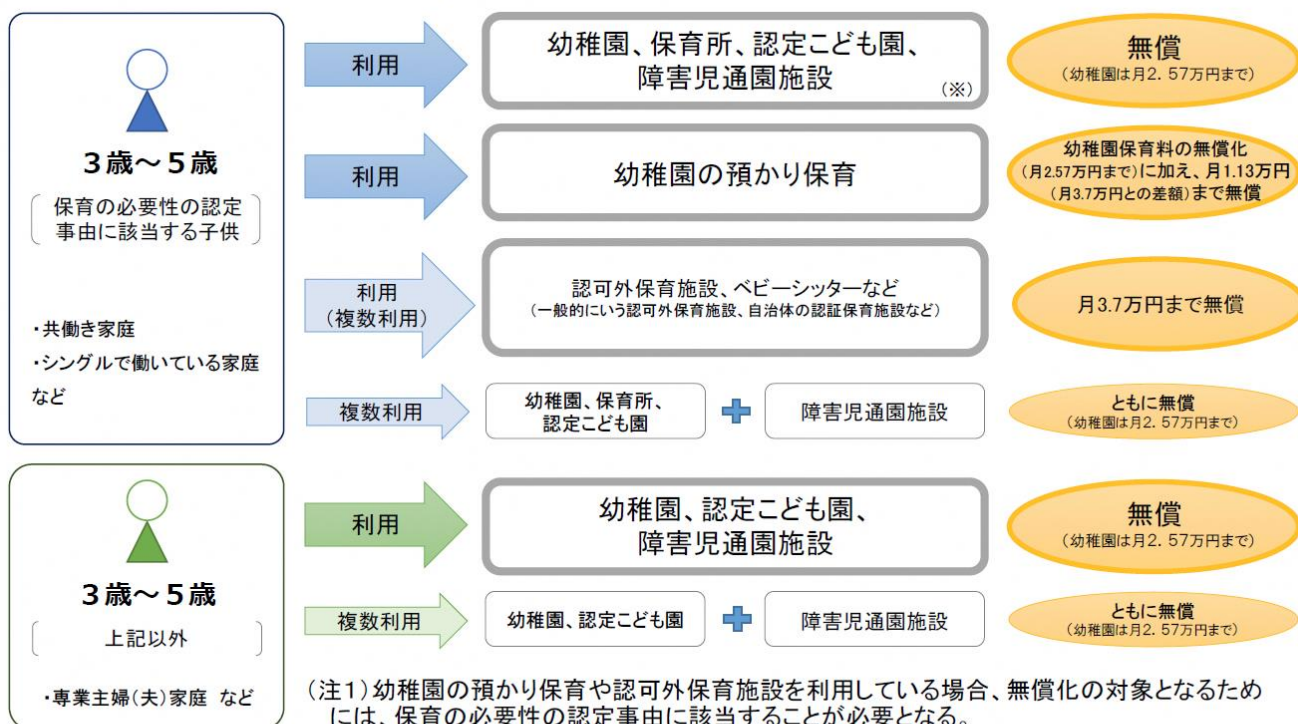 3歳～5歳
保育の必要性の認定
事由に該当する子供
・共働き家庭
・シングルで働いている家庭
など
利用
幼稚園、保育所、認定こども園、
障害児通園施設
(※)
無償
(幼稚園は月2.57万円まで)
利用
幼稚園の預かり保育
幼稚園保育料の無償化
(月2.57万円まで)に加え、月1.13万円
(月3.7万円との差額)まで無償
利用
(複数利用)
認可外保育施設、ベビーシッターなど
(一般的にいう認可外保育施設、自治体の認証保育施設など)
月3.7万円まで無償
複数利用
幼稚園、保育所、
認定こども園
障害児通園施設
ともに無償
(幼稚園は月2.57万円まで)
3歳～5歳
上記以外
・専業主婦(夫)家庭 など
利用
幼稚園、認定こども園、
障害児通園施設
無償
(幼稚園は月2.57万円まで)
複数利用
幼稚園、認定こども園
障害児通園施設
ともに無償
(幼稚園は月2.57万円まで)
(注1)幼稚園の預かり保育や認可外保育施設を利用している場合、無償化の対象となるため
には、保育の必要性の認定事由に該当することが必要となる。